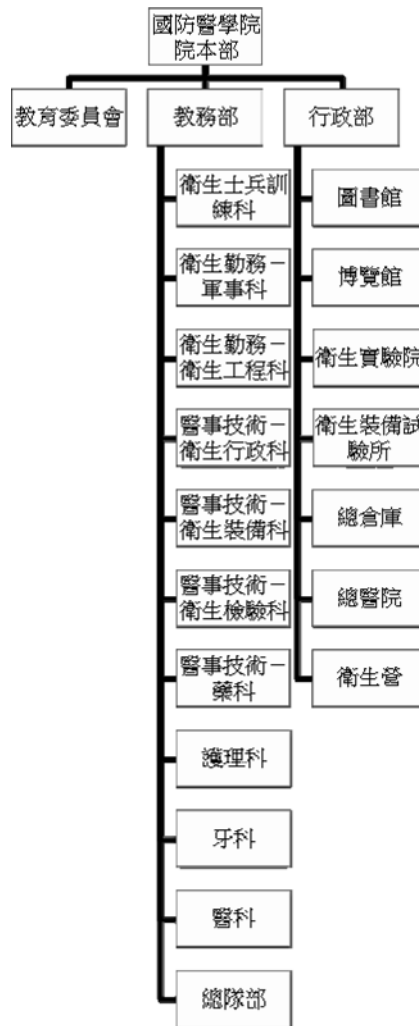 國防醫學院
院本部
教育委員會
教務部
行政部
衛生士兵訓
練科
衛生勤務－
軍事科
衛生勤務－
衛生工程科
醫事技術－
衛生行政科
醫事技術－
衛生裝備科
醫事技術－
衛生檢驗科
醫事技術－
藥科
護理科
牙科
醫科
總隊部
圖書館
博覽館
衛生實驗院
衛生裝備試
驗所
總倉庫
總醫院
衛生營